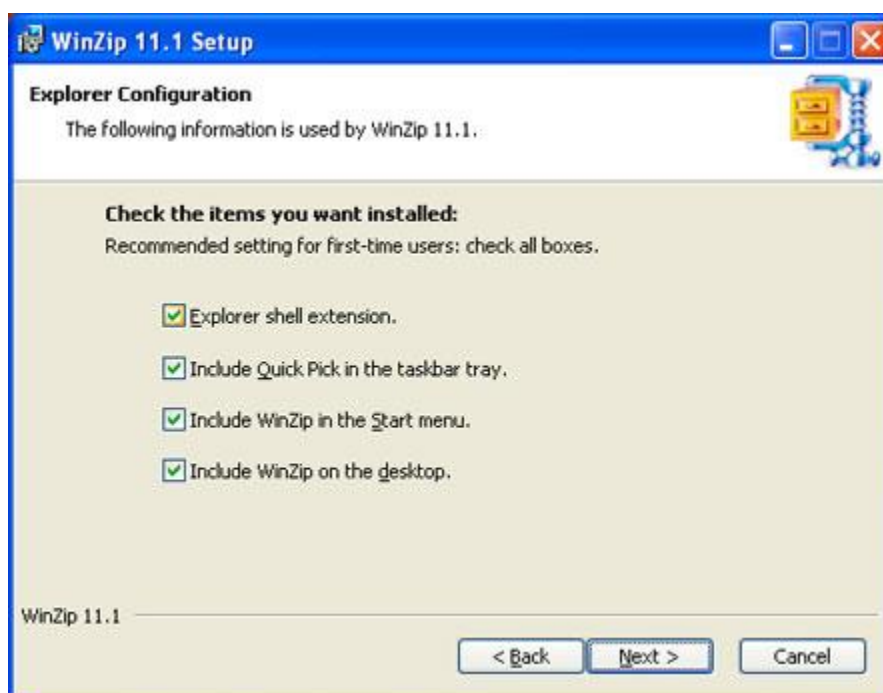 WinZip 11.1 Setup
Explorer Configuration
The following information is used by WinZip 11.1.
Check the items you want installed:
Recommended setting for first-time users: check all boxes.
Explorer shell extension.
Include Quick Pick in the taskbar tray.
Include WinZip in the Start menu.
Include WinZip on the desktop.
WinZip 11.1
< Back Next > Cancel